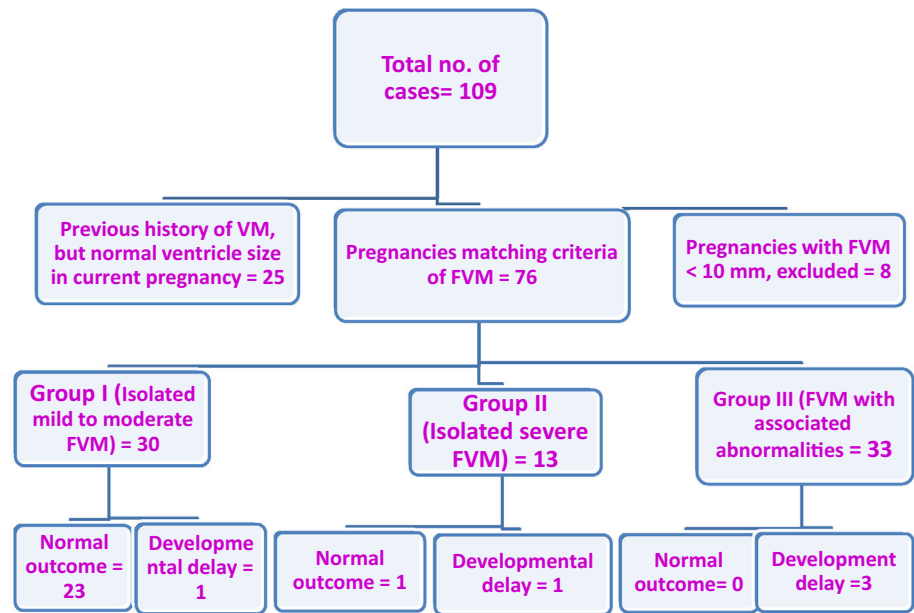 Total no. of
cases= 109
Previous history of VM,
but normal ventricle size
in current pregnancy = 25
Pregnancies matching criteria
of FVM = 76
Pregnancies with FVM
< 10 mm, excluded = 8
Group I (Isolated
mild to moderate
FVM) = 30
Group II
(Isolated severe
FVM) = 13
Group III (FVM with
associated
abnormalities = 33
Normal
outcome =
23
Developme
ntal delay =
1
Normal
outcome = 1
Developmental
delay = 1
Normal
outcome= 0
Development
delay =3